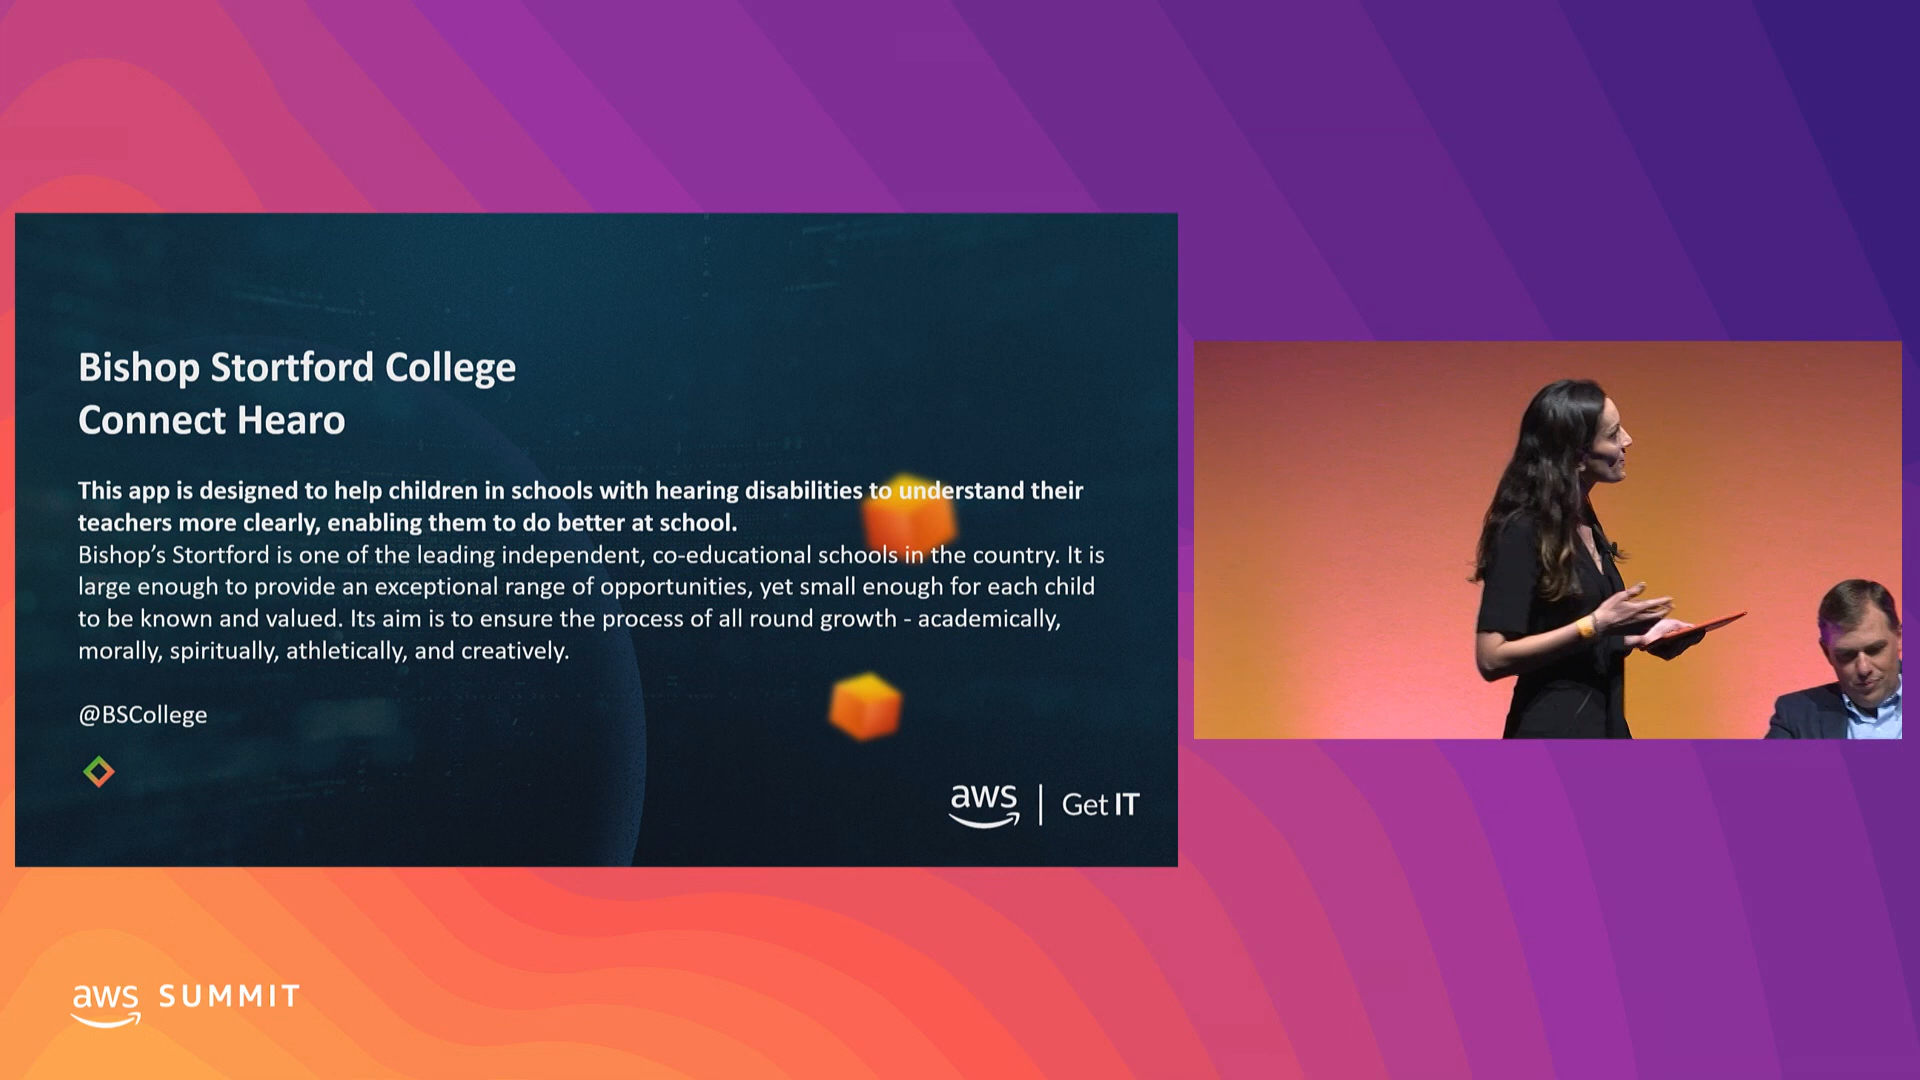 Bishop Stortford College
Connect Hearo
This app is designed to help children in schools with hearing disabilities to understand their
teachers more clearly, enabling them to do better at school.
Bishop's Stortford is one of the leading independent, co-educational schools in the country. It is
large enough to provide an exceptional range of opportunities, yet small enough for each child
to be known and valued. Its aim is to ensure the process of all round growth - academically,
morally, spiritually, athletically, and creatively.
@BSCollege
aws | Get IT
aws SUMMIT